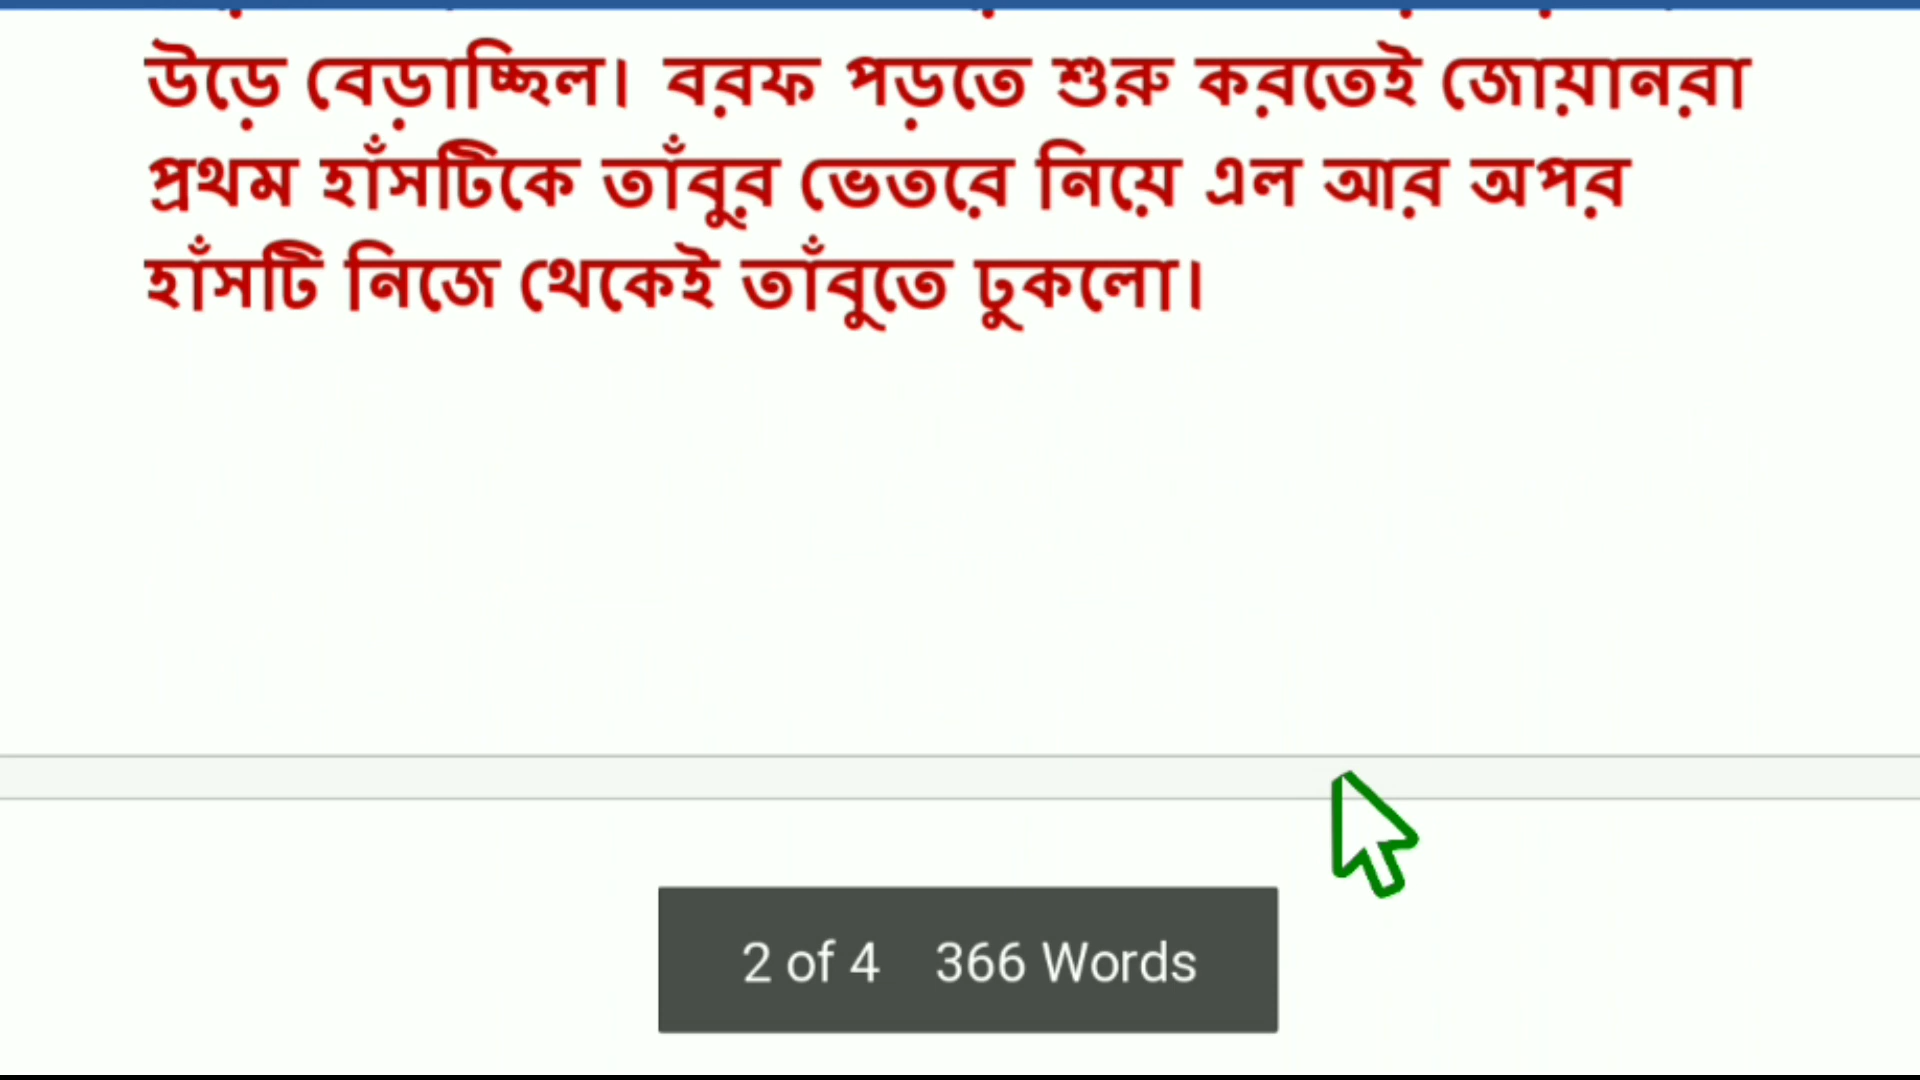 উড়ে বেড়াচ্ছিল। বরফ পড়তে শুরু করতেই জোয়ানরা
প্রথম হাঁসটিকে তাঁবুর ভেতরে নিয়ে এল আর অপর
হাঁসটি নিজে থেকেই তাঁবুতে ঢুকলো।
2 of 4 366 Words